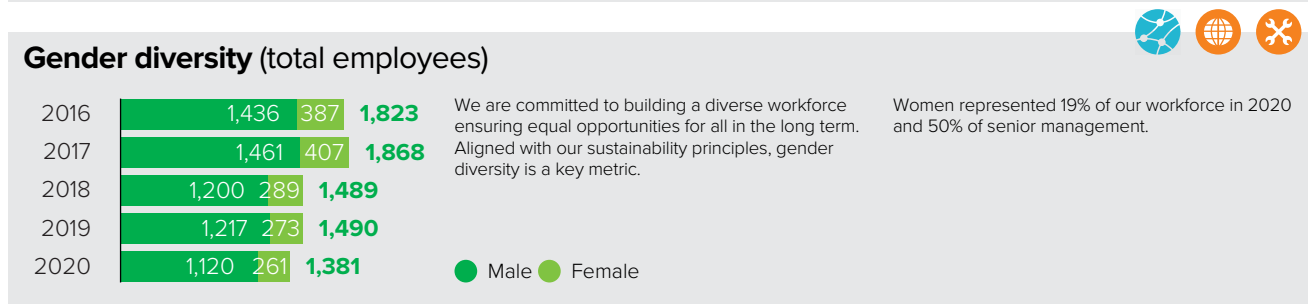 Gender diversity (total employees)
2016 1,436 387 1,823
2017 1,461 407 1,868
2018 1,200 289 1,489
2019 1,217 273 1,490
2020 1,120 261 1,381
We are committed to building a diverse workforce
ensuring equal opportunities for all in the long term.
Aligned with our sustainability principles, gender
diversity is a key metric.
Male Female
Women represented 19% of our workforce in 2020
and 50% of senior management.